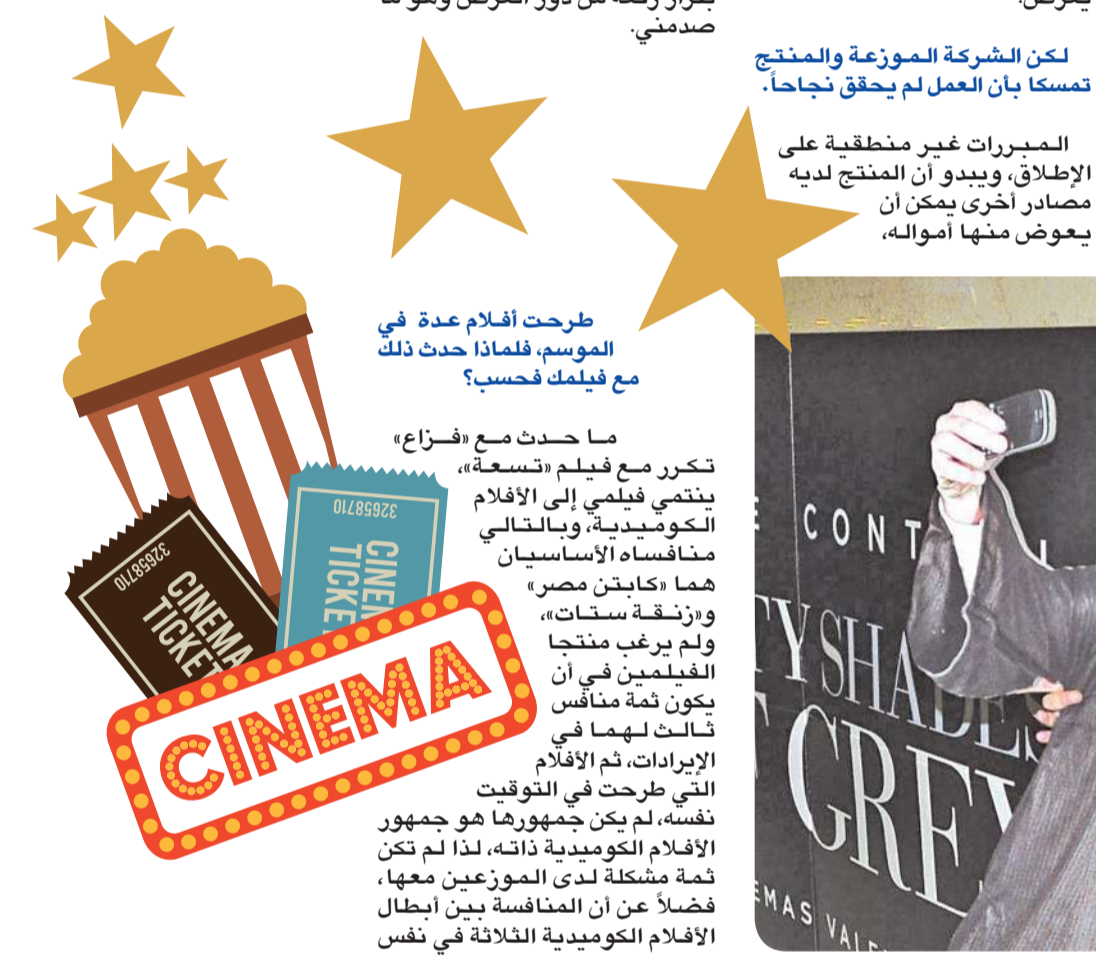 يعرض.
لكن الشركة الموزعة والمنتج
تمسكا بأن العمل لم يحقق نجاحاً.
المبررات غير منطقية على
الإطلاق، ويبدو أن المنتج لديه
مصادر أخرى يمكن أن
يعوض منها أمواله،
صدمني.
طرحت أفلام عدة في
الموسم، فلماذا حدث ذلك
مع فيلمك فحسب؟
ما حدث مع «فزاع»
تكرر مع فيلم «تسعة»،
ينتمي فيلمي إلى الأفلام
الكوميدية، وبالتالي
منافساه الأساسيان
هما «كابتن مصر»
و«زنقة ستات»،
ولم يرغب منتجا
الفيلمين في أن
يكون ثمة منافس
ثالث لهما في
الإيرادات، ثم الأفلام
التي طرحت في التوقيت
نفسه، لم يكن جمهورها هو جمهور
الأفلام الكوميدية ذاته، لذا لم تكن
ثمة مشكلة لدى الموزعين معها،
فضلاً عن أن المنافسة بين أبطال
الأفلام الكوميدية الثلاثة في نفس
32658710
CINEMA
TICKET
32658710
CINEM
TICKE
CINEMA
CONT
TY SHADES
GREY
EMAS VALE